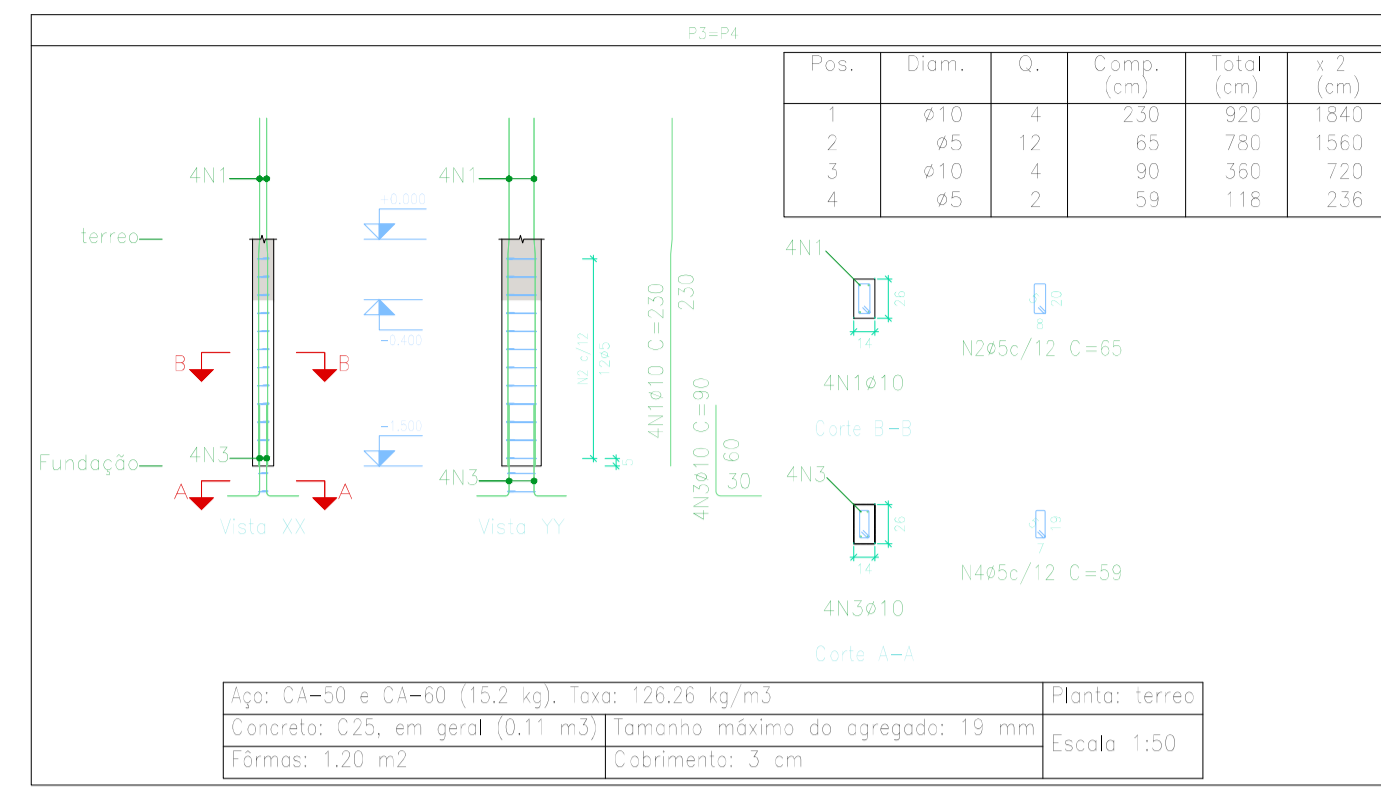 P3=P4
Pos. Diam. Q. Comp. (cm) Total (cm) x 2 (cm)
1 ø10 4 230 920 1840
2 ø5 12 65 780 1560
3 ø10 4 90 360 720
4 ø5 2 59 118 236
4N1
4N1
+0,000
terreo
-0,400
B
B
-1,500
Fundação
4N3
4N3
A
A
Vista XX
Vista YY
N2 c/12
12ø5
5
4N1ø10 C=230
230
4N3ø10 C=90
60
30
4N1
26
14
4N1ø10
Corte B-B
20
8
N2ø5c/12 C=65
4N3
26
14
4N3ø10
Corte A-A
19
7
N4ø5c/12 C=59
Aço: CA-50 e CA-60 (15.2 kg). Taxa: 126.26 kg/m3
Planta: terreo
Concreto: C25, em geral (0.11 m3)
Tamanho máximo do agregado: 19 mm
Escala 1:50
Fôrmas: 1.20 m2
Cobrimento: 3 cm